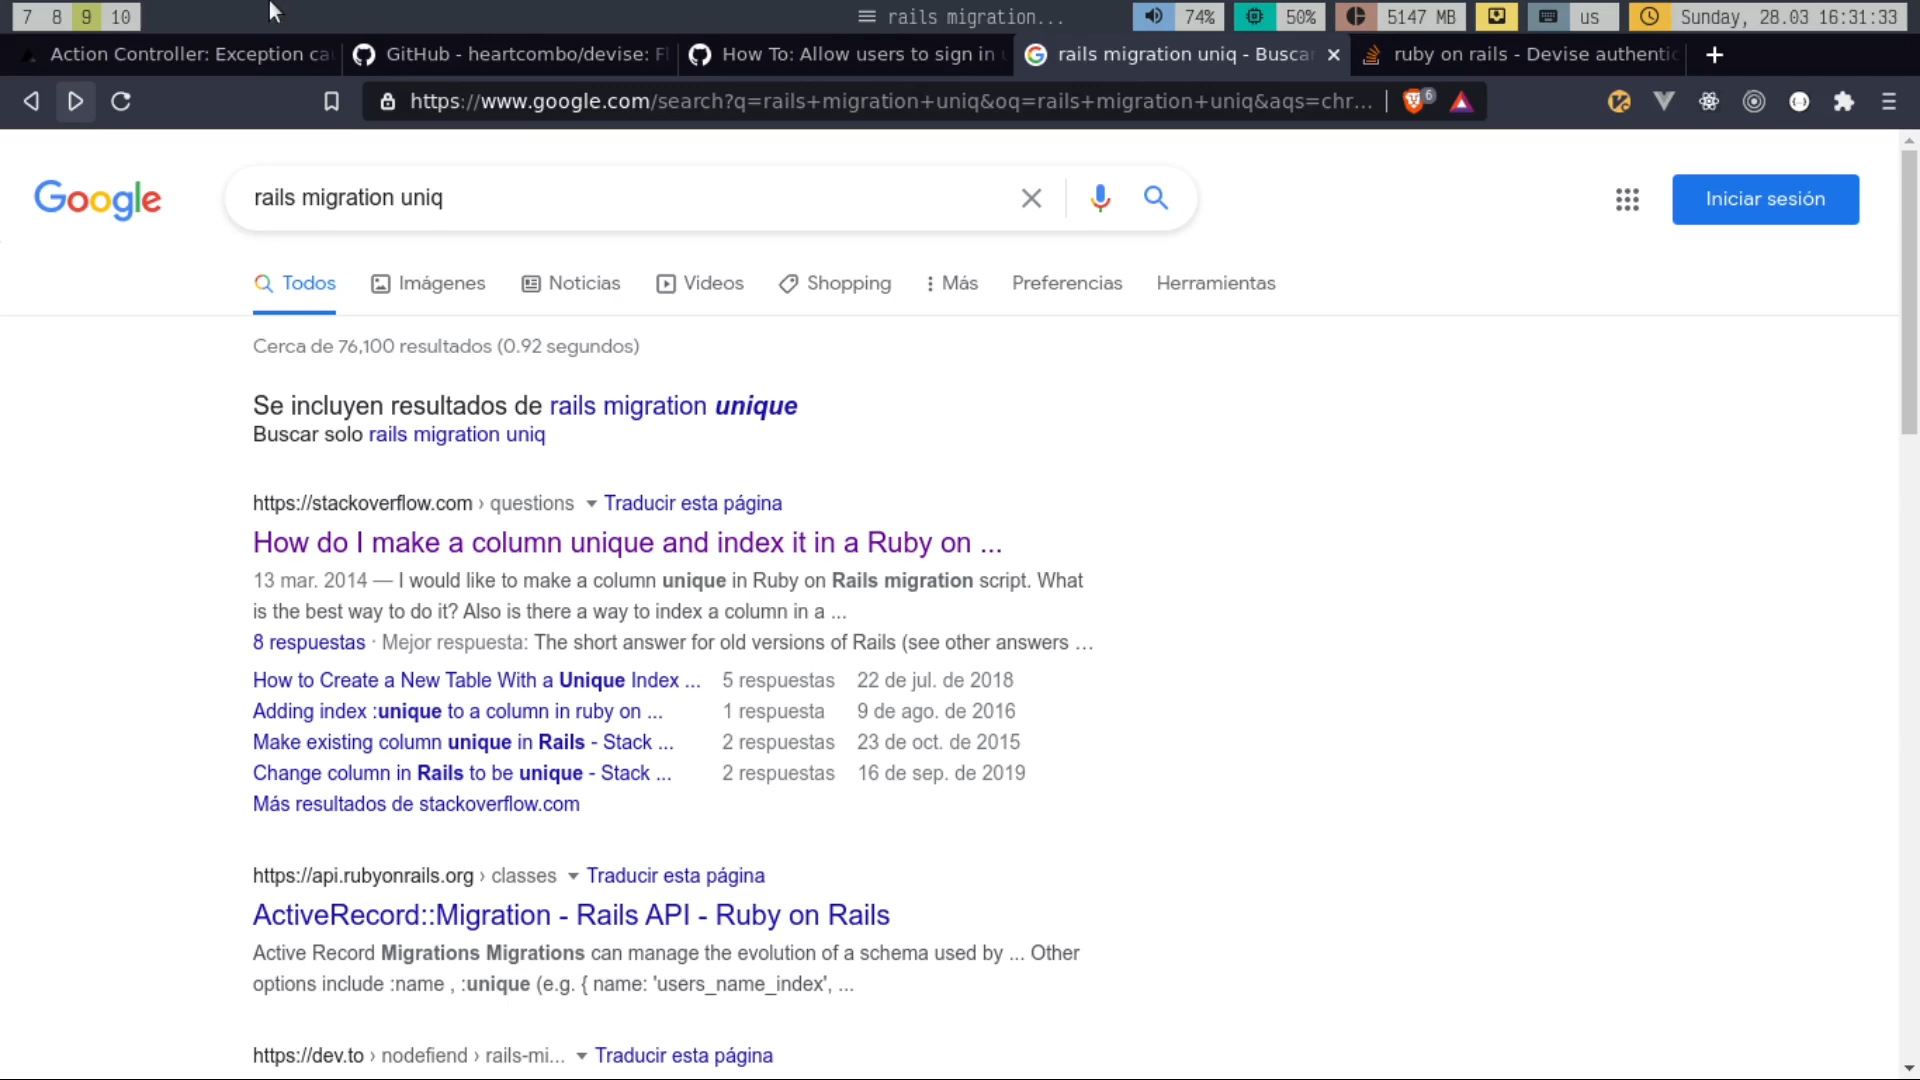 7 8 9 10 rails migration... 74% 50% 5147 MB us Sunday, 28.03 16:31:33
Action Controller: Exception ca GitHub - heartcombo/devise: Fl How To: Allow users to sign in rails migration uniq - Busca ruby on rails - Devise authentic
https://www.google.com/search?q=rails+migration+uniq&oq=rails+migration+uniq&aqs=chr... 6
Google rails migration uniq Iniciar sesión
Todos Imágenes Noticias Videos Shopping Más Preferencias Herramientas
Cerca de 76,100 resultados (0.92 segundos)
Se incluyen resultados de rails migration unique
Buscar solo rails migration uniq
https://stackoverflow.com › questions Traducir esta página
How do I make a column unique and index it in a Ruby on ...
13 mar. 2014 — I would like to make a column unique in Ruby on Rails migration script. What
is the best way to do it? Also is there a way to index a column in a ...
8 respuestas · Mejor respuesta: The short answer for old versions of Rails (see other answers ...
How to Create a New Table With a Unique Index ... 5 respuestas 22 de jul. de 2018
Adding index :unique to a column in ruby on ... 1 respuesta 9 de ago. de 2016
Make existing column unique in Rails - Stack ... 2 respuestas 23 de oct. de 2015
Change column in Rails to be unique - Stack ... 2 respuestas 16 de sep. de 2019
Más resultados de stackoverflow.com
https://api.rubyonrails.org › classes Traducir esta página
ActiveRecord::Migration - Rails API - Ruby on Rails
Active Record Migrations Migrations can manage the evolution of a schema used by ... Other
options include :name , :unique (e.g. { name: 'users_name_index', ...
https://dev.to › nodefiend › rails-mi... Traducir esta página